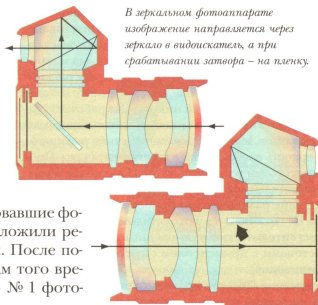 В зеркальном фотоаппарате
изображение направляется через
зеркало в видоискатель, а при
срабатывании затвора – на пленку.
овавшие фо-
ложили ре-
. После по-
ам того вре-
№ 1 фото-